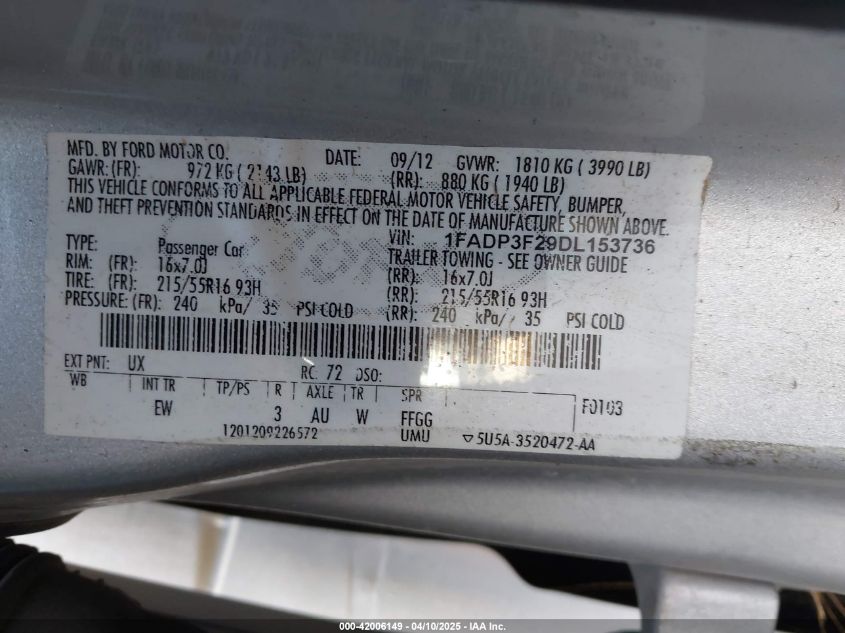 MFD. BY FORD MOTOR CO. DATE: 09/12 GVWR: 1810 KG ( 3990 LB)
GAWR: (FR): 972 KG ( 2143 LB) (RR): 880 KG ( 1940 LB)
THIS VEHICLE CONFORMS TO ALL APPLICABLE FEDERAL MOTOR VEHICLE SAFETY, BUMPER,
AND THEFT PREVENTION STANDARDS IN EFFECT ON THE DATE OF MANUFACTURE SHOWN ABOVE.
VIN: 1FADP3F29DL153736
TYPE: Passenger Car TRAILER TOWING - SEE OWNER GUIDE
RIM: (FR): 16x7.0J (RR): 16x7.0J
TIRE: (FR): 215/55R16 93H (RR): 215/55R16 93H
PRESSURE: (FR): 240 kPa/ 35 PSI COLD (RR): 240 kPa/ 35 PSI COLD
EXT PNT: UX RC: 72 DSO:
WB INT TR TP/PS R AXLE TR SPR F0103
EW 3 AU W FFGG
1201209226572 UMU ▽5U5A-3520472-AA
000-42006149 - 04/10/2025 - IAA Inc.